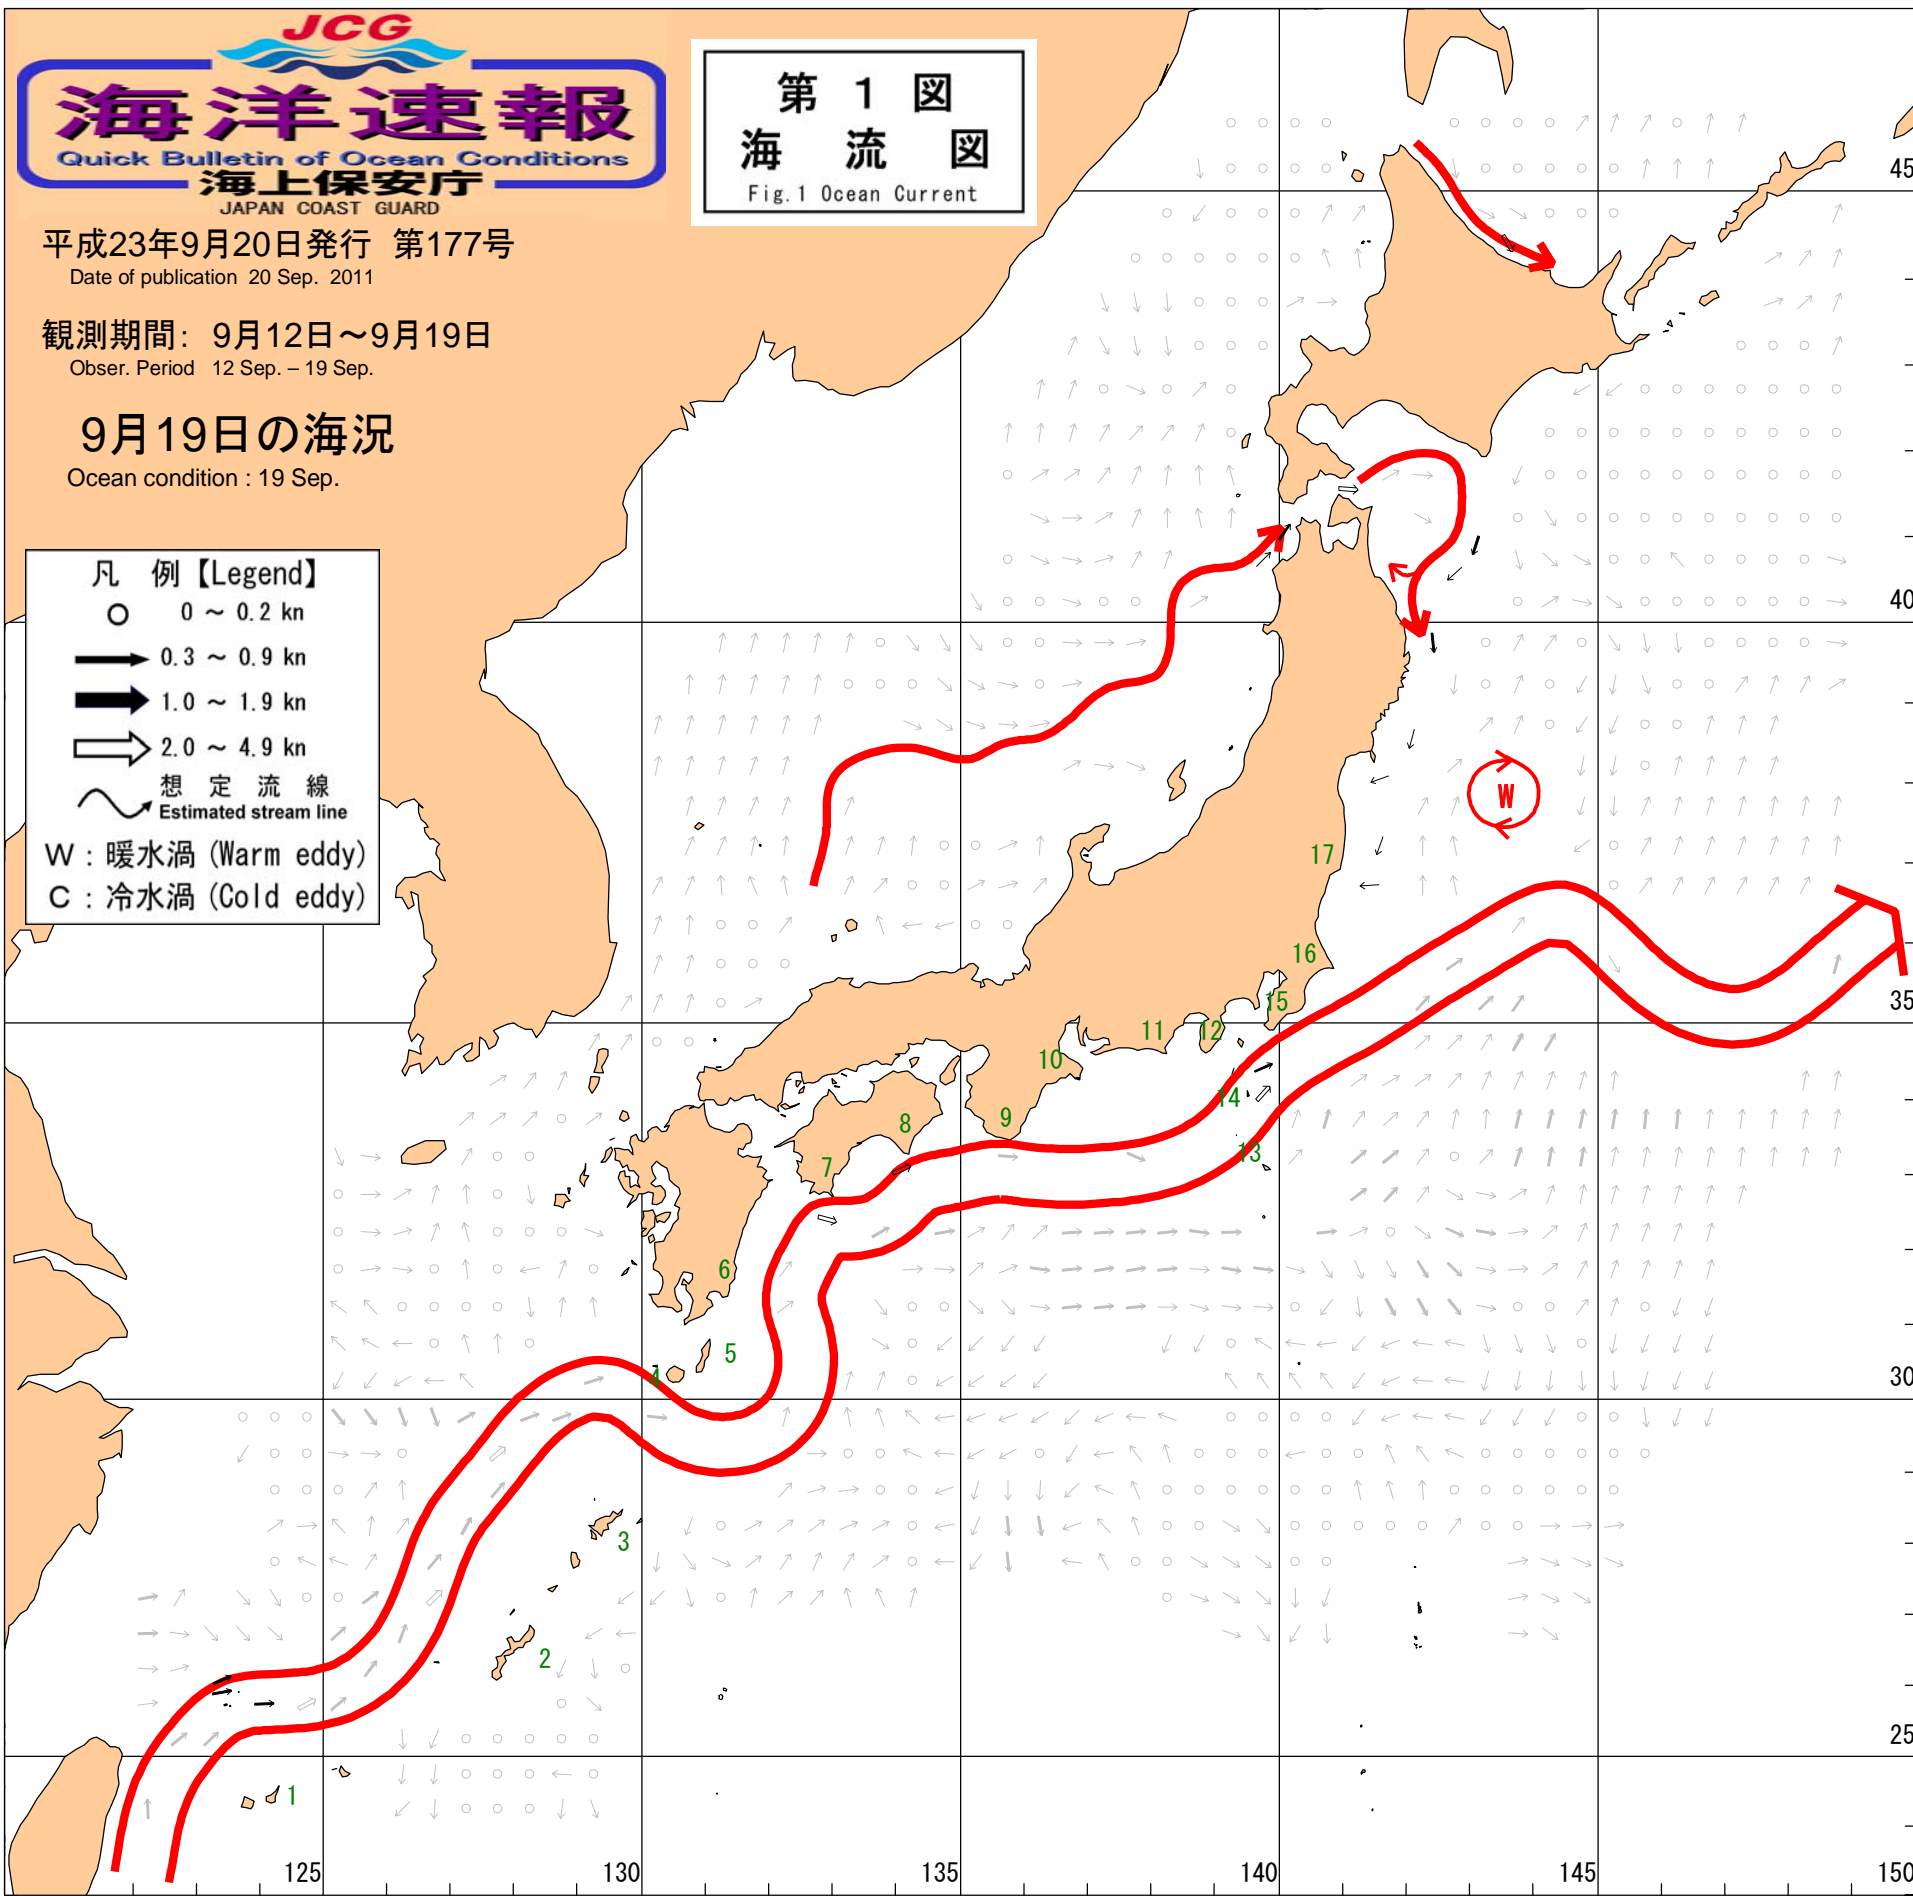 JCG
海洋速報
Quick Bulletin of Ocean Conditions
海上保安庁
JAPAN COAST GUARD
平成23年9月20日発行 第177号
Date of publication 20 Sep. 2011
観測期間: 9月12日～9月19日
Obser. Period 12 Sep. – 19 Sep.
9月19日の海況
Ocean condition : 19 Sep.
第 1 図
海 流 図
Fig.1 Ocean Current
凡 例【Legend】
0 ～ 0.2 kn
0.3 ～ 0.9 kn
1.0 ～ 1.9 kn
2.0 ～ 4.9 kn
想 定 流 線
Estimated stream line
W : 暖水渦 (Warm eddy)
C : 冷水渦 (Cold eddy)
45
40
W
17
16
35
15
12
11
10
14
9
8
13
7
6
5
4
30
3
2
25
1
125
130
135
140
145
150